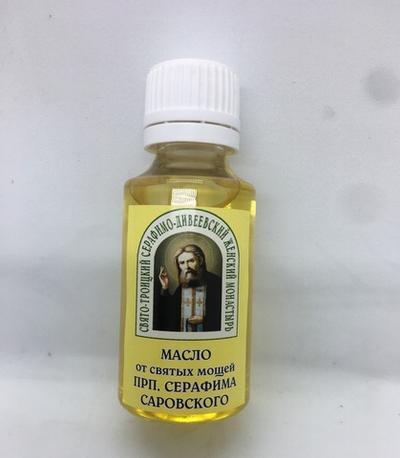 СВЯТО-ТРОИЦКИЙ СЕРАФИМО-ДИВЕЕВСКИЙ ЖЕНСКИЙ МОНАСТЫРЬ
МАСЛО
от святых мощей
ПРП. СЕРАФИМА
САРОВСКОГО